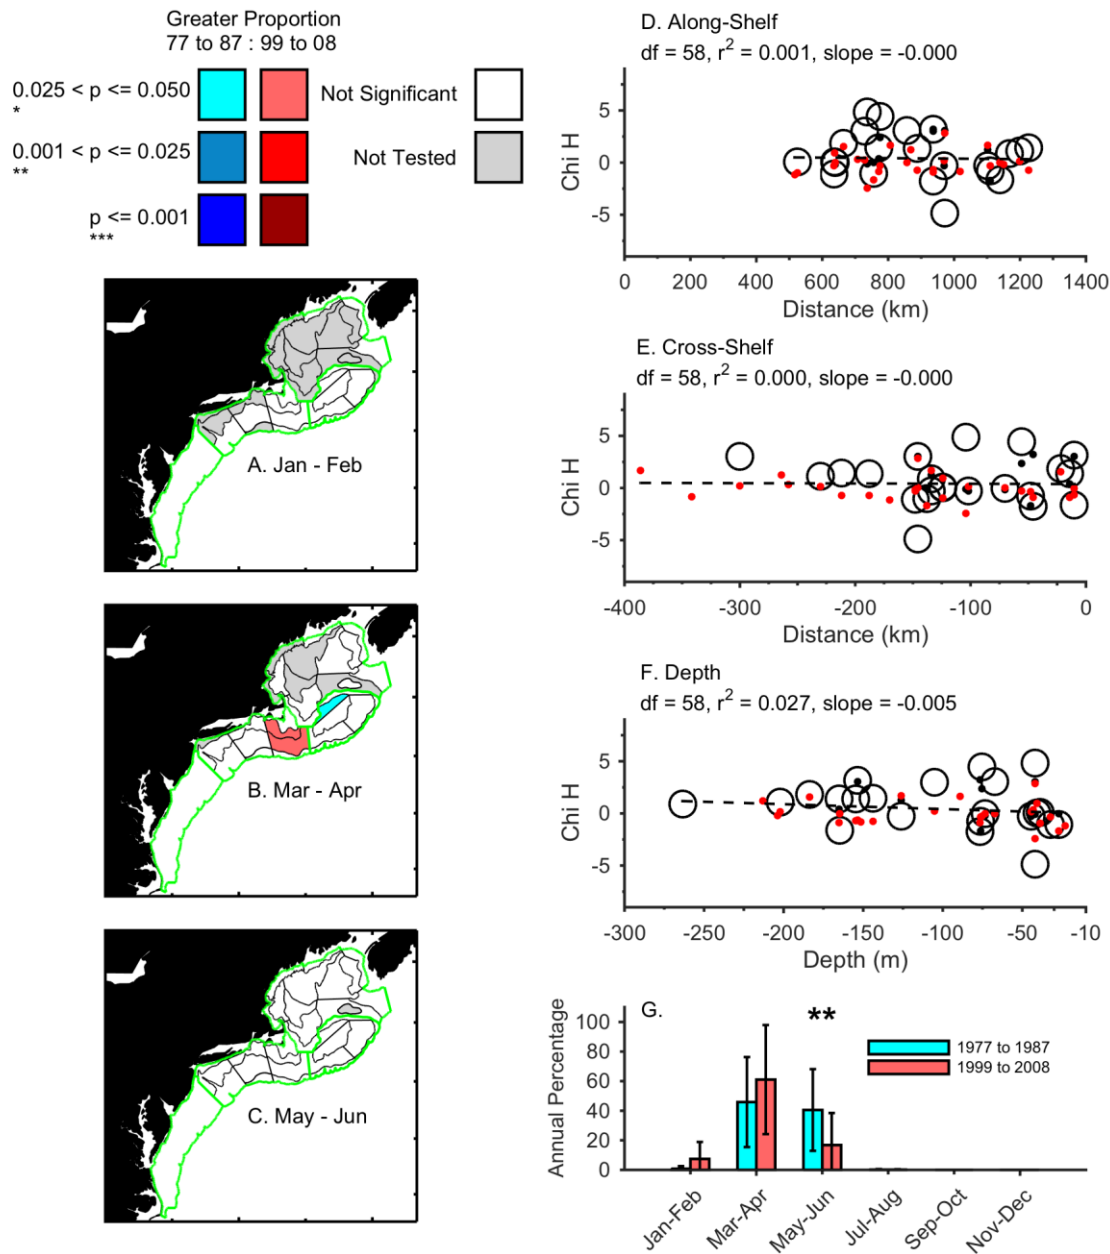 Greater Proportion
77 to 87 : 99 to 08
0.025 < p <= 0.050
*
Not Significant
0.001 < p <= 0.025
**
Not Tested
p <= 0.001
***
A. Jan - Feb
B. Mar - Apr
C. May - Jun
D. Along-Shelf
df = 58, r² = 0.001, slope = -0.000
Chi H
5
0
-5
0 200 400 600 800 1000 1200 1400
Distance (km)
E. Cross-Shelf
df = 58, r² = 0.000, slope = -0.000
Chi H
5
0
-5
-400 -300 -200 -100 0
Distance (km)
F. Depth
df = 58, r² = 0.027, slope = -0.005
Chi H
5
0
-5
-300 -250 -200 -150 -100 -50 -10
Depth (m)
G.
**
Annual Percentage
100
80
60
40
20
0
1977 to 1987
1999 to 2008
Jan-Feb Mar-Apr May-Jun Jul-Aug Sep-Oct Nov-Dec